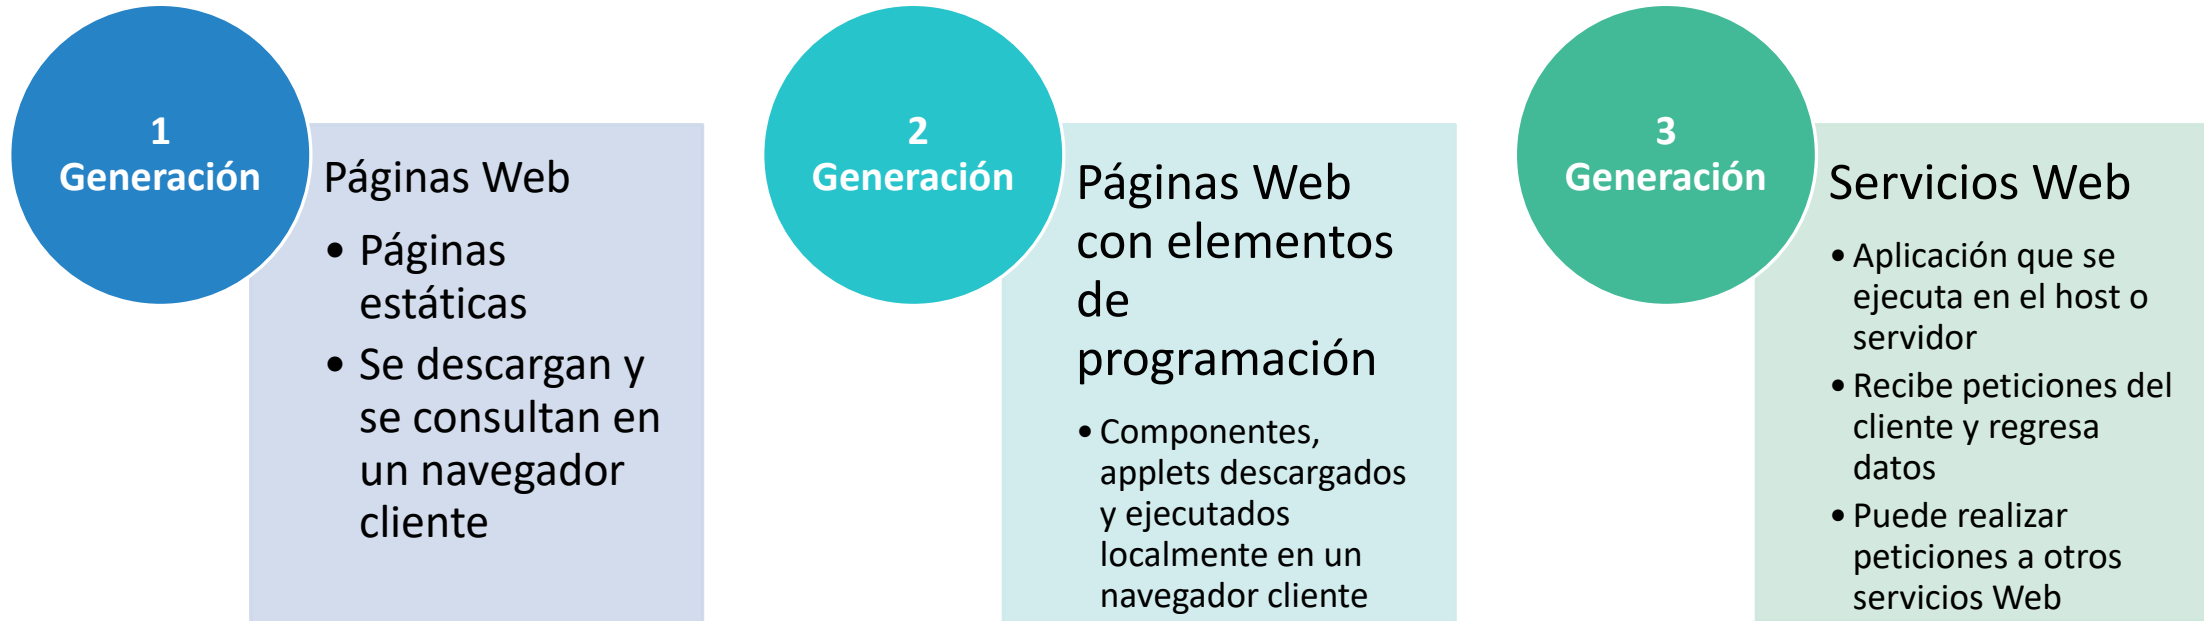 1
Generación
Páginas Web
• Páginas
estáticas
• Se descargan y
se consultan en
un navegador
cliente
2
Generación
Páginas Web
con elementos
de
programación
• Componentes,
applets descargados
y ejecutados
localmente en un
navegador cliente
3
Generación
Servicios Web
• Aplicación que se
ejecuta en el host o
servidor
• Recibe peticiones del
cliente y regresa
datos
• Puede realizar
peticiones a otros
servicios Web